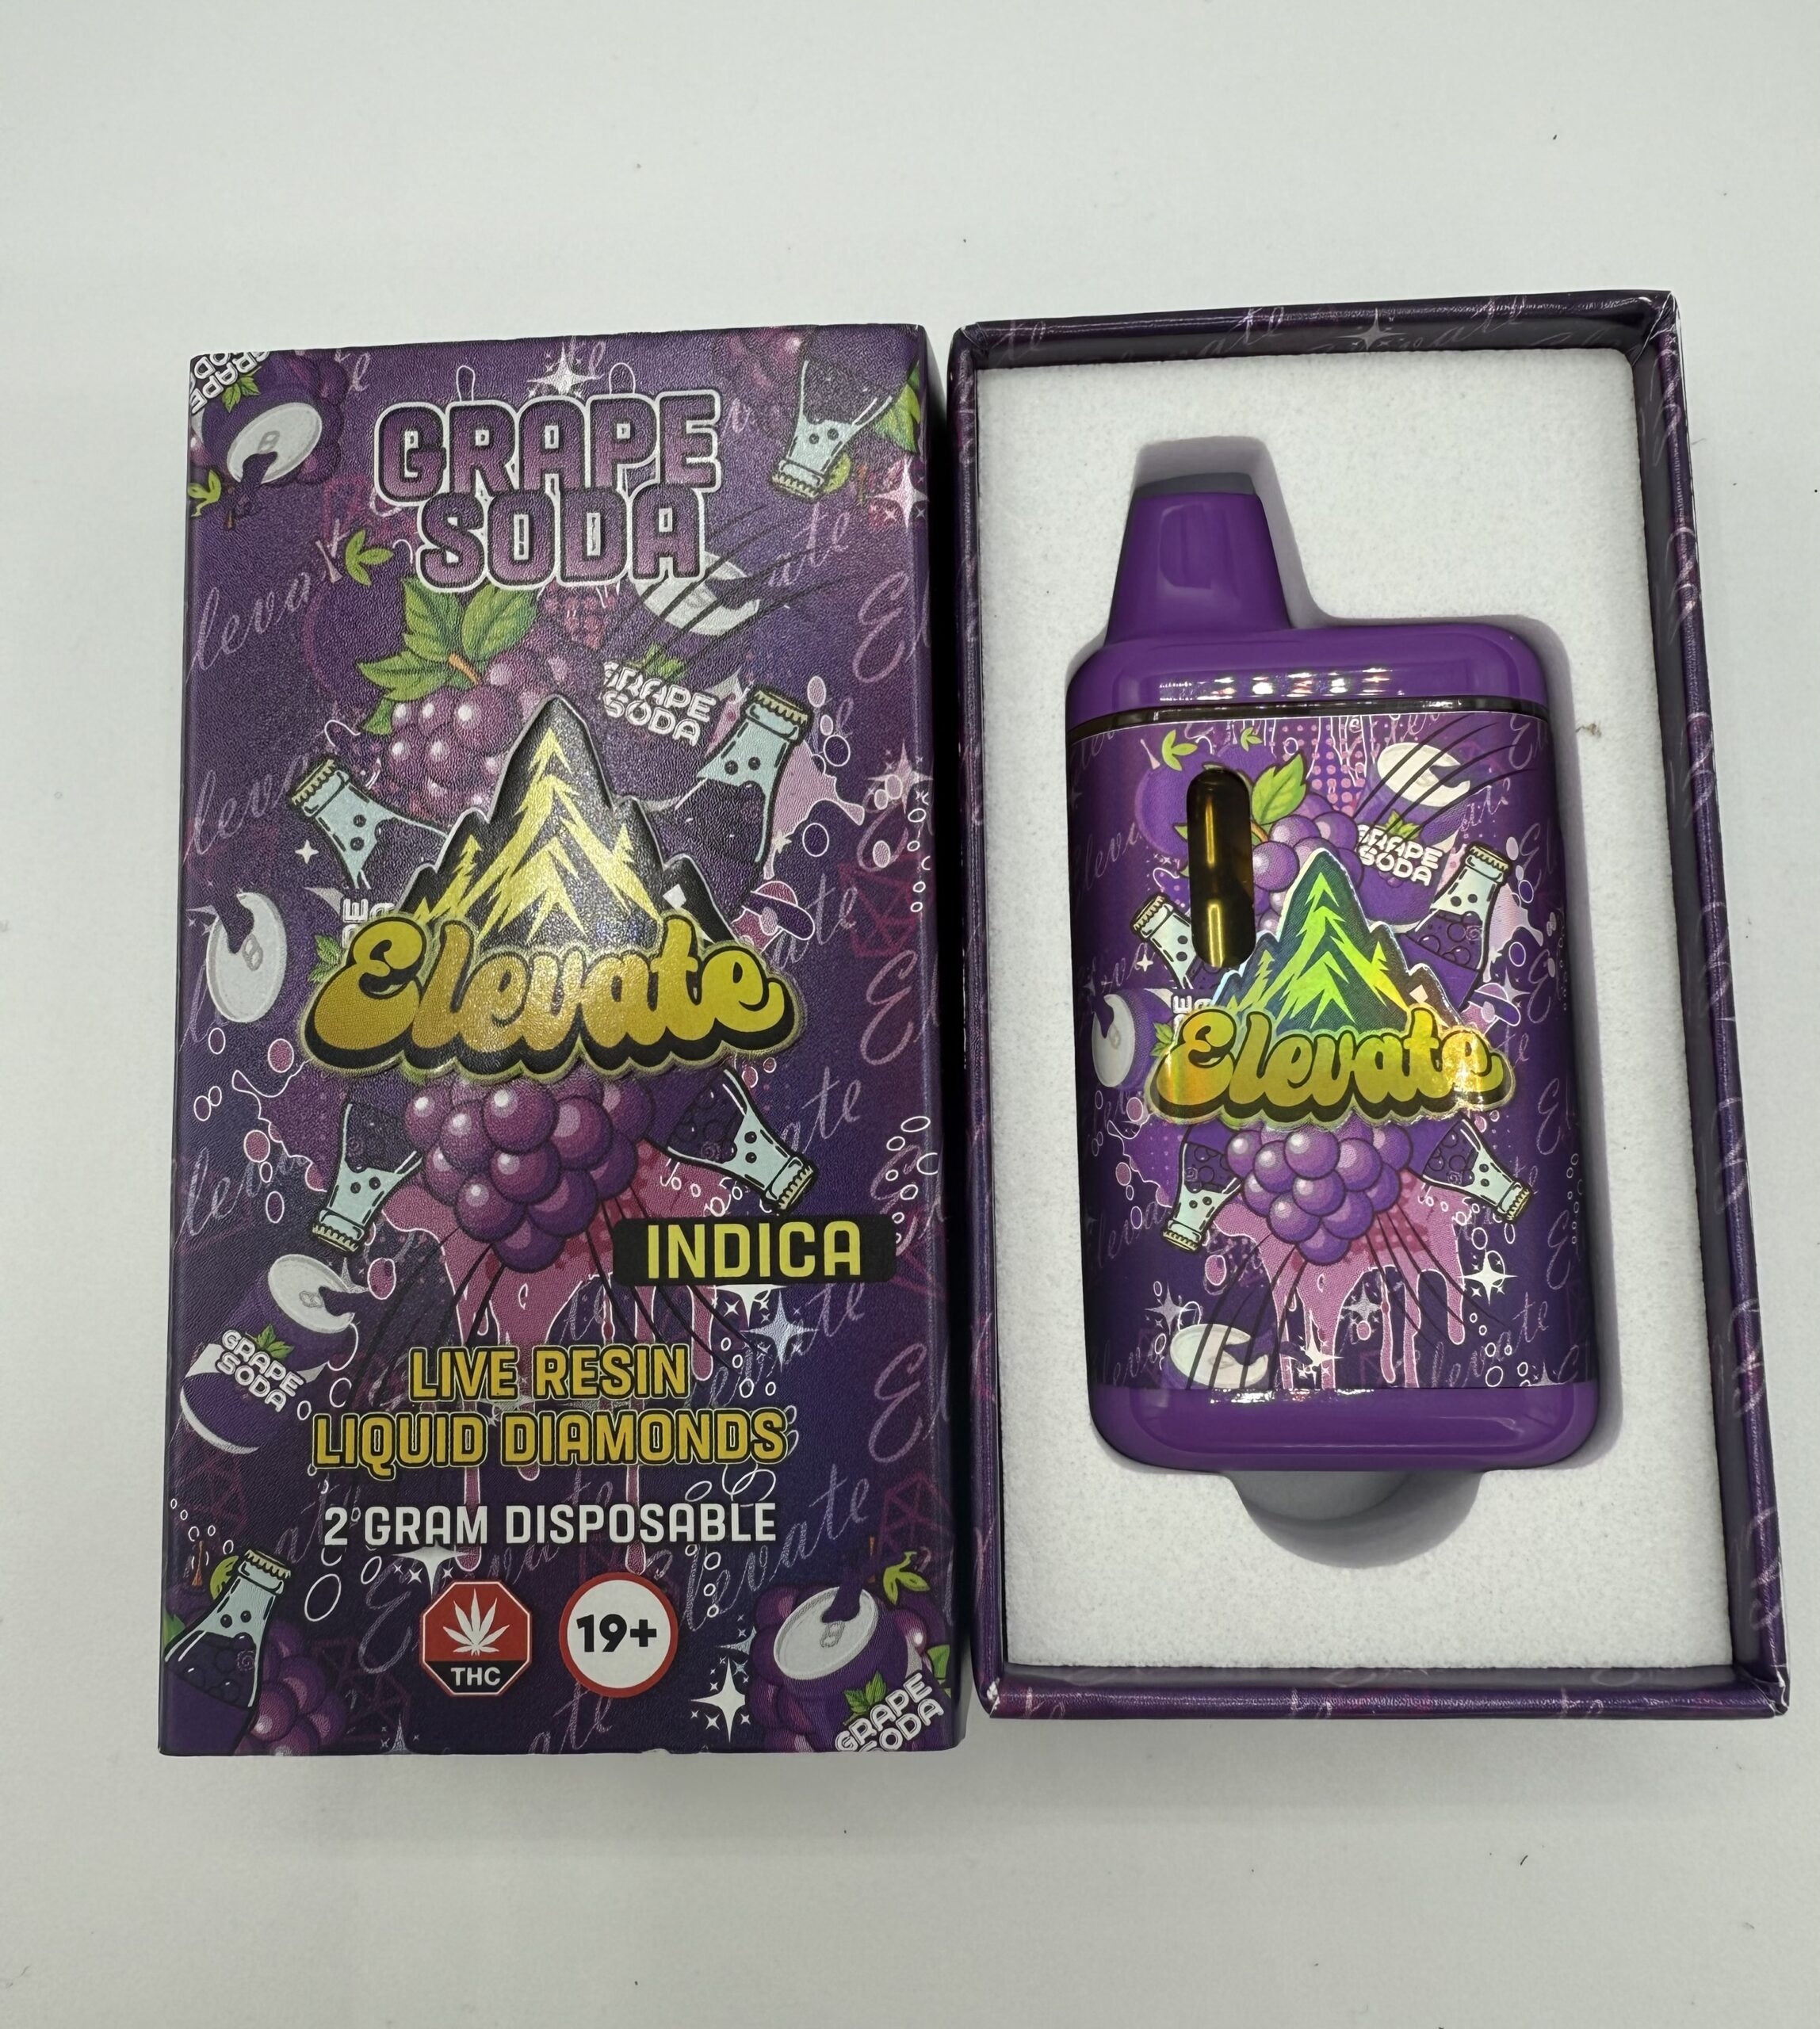 GRAPE
SODA
GRAPE
SODA
Elevate
INDICA
GRAPE
SODA
LIVE RESIN
LIQUID DIAMONDS
2 GRAM DISPOSABLE
THC
19+
GRAPE
SODA
GRAPE
SODA
Elevate